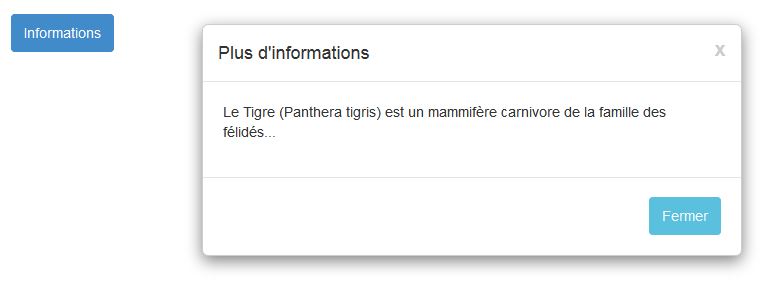 Informations
Plus d'informations
x
Le Tigre (Panthera tigris) est un mammifère carnivore de la famille des
félidés...
Fermer